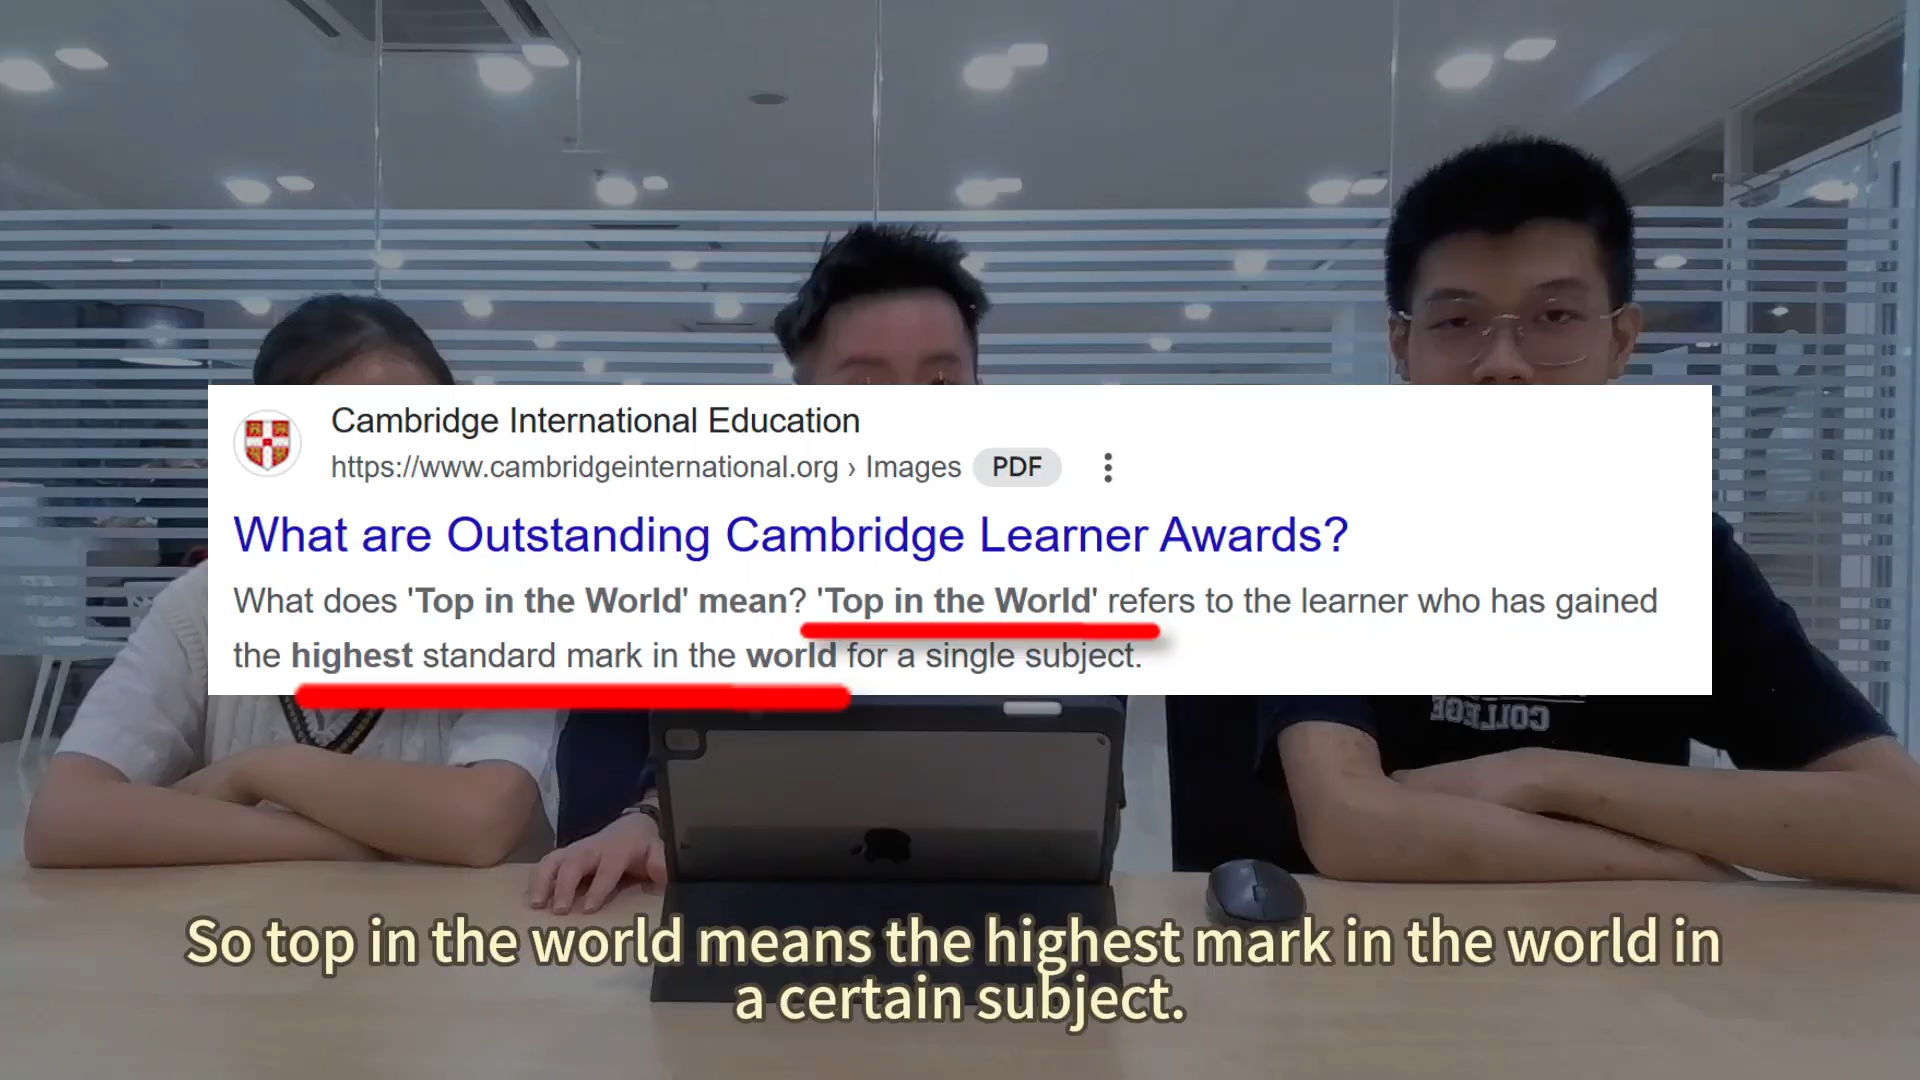 Cambridge International Education
https://www.cambridgeinternational.org › Images PDF
What are Outstanding Cambridge Learner Awards?
What does 'Top in the World' mean? 'Top in the World' refers to the learner who has gained
the highest standard mark in the world for a single subject.
COLLEGE
So top in the world means the highest mark in the world in
a certain subject.